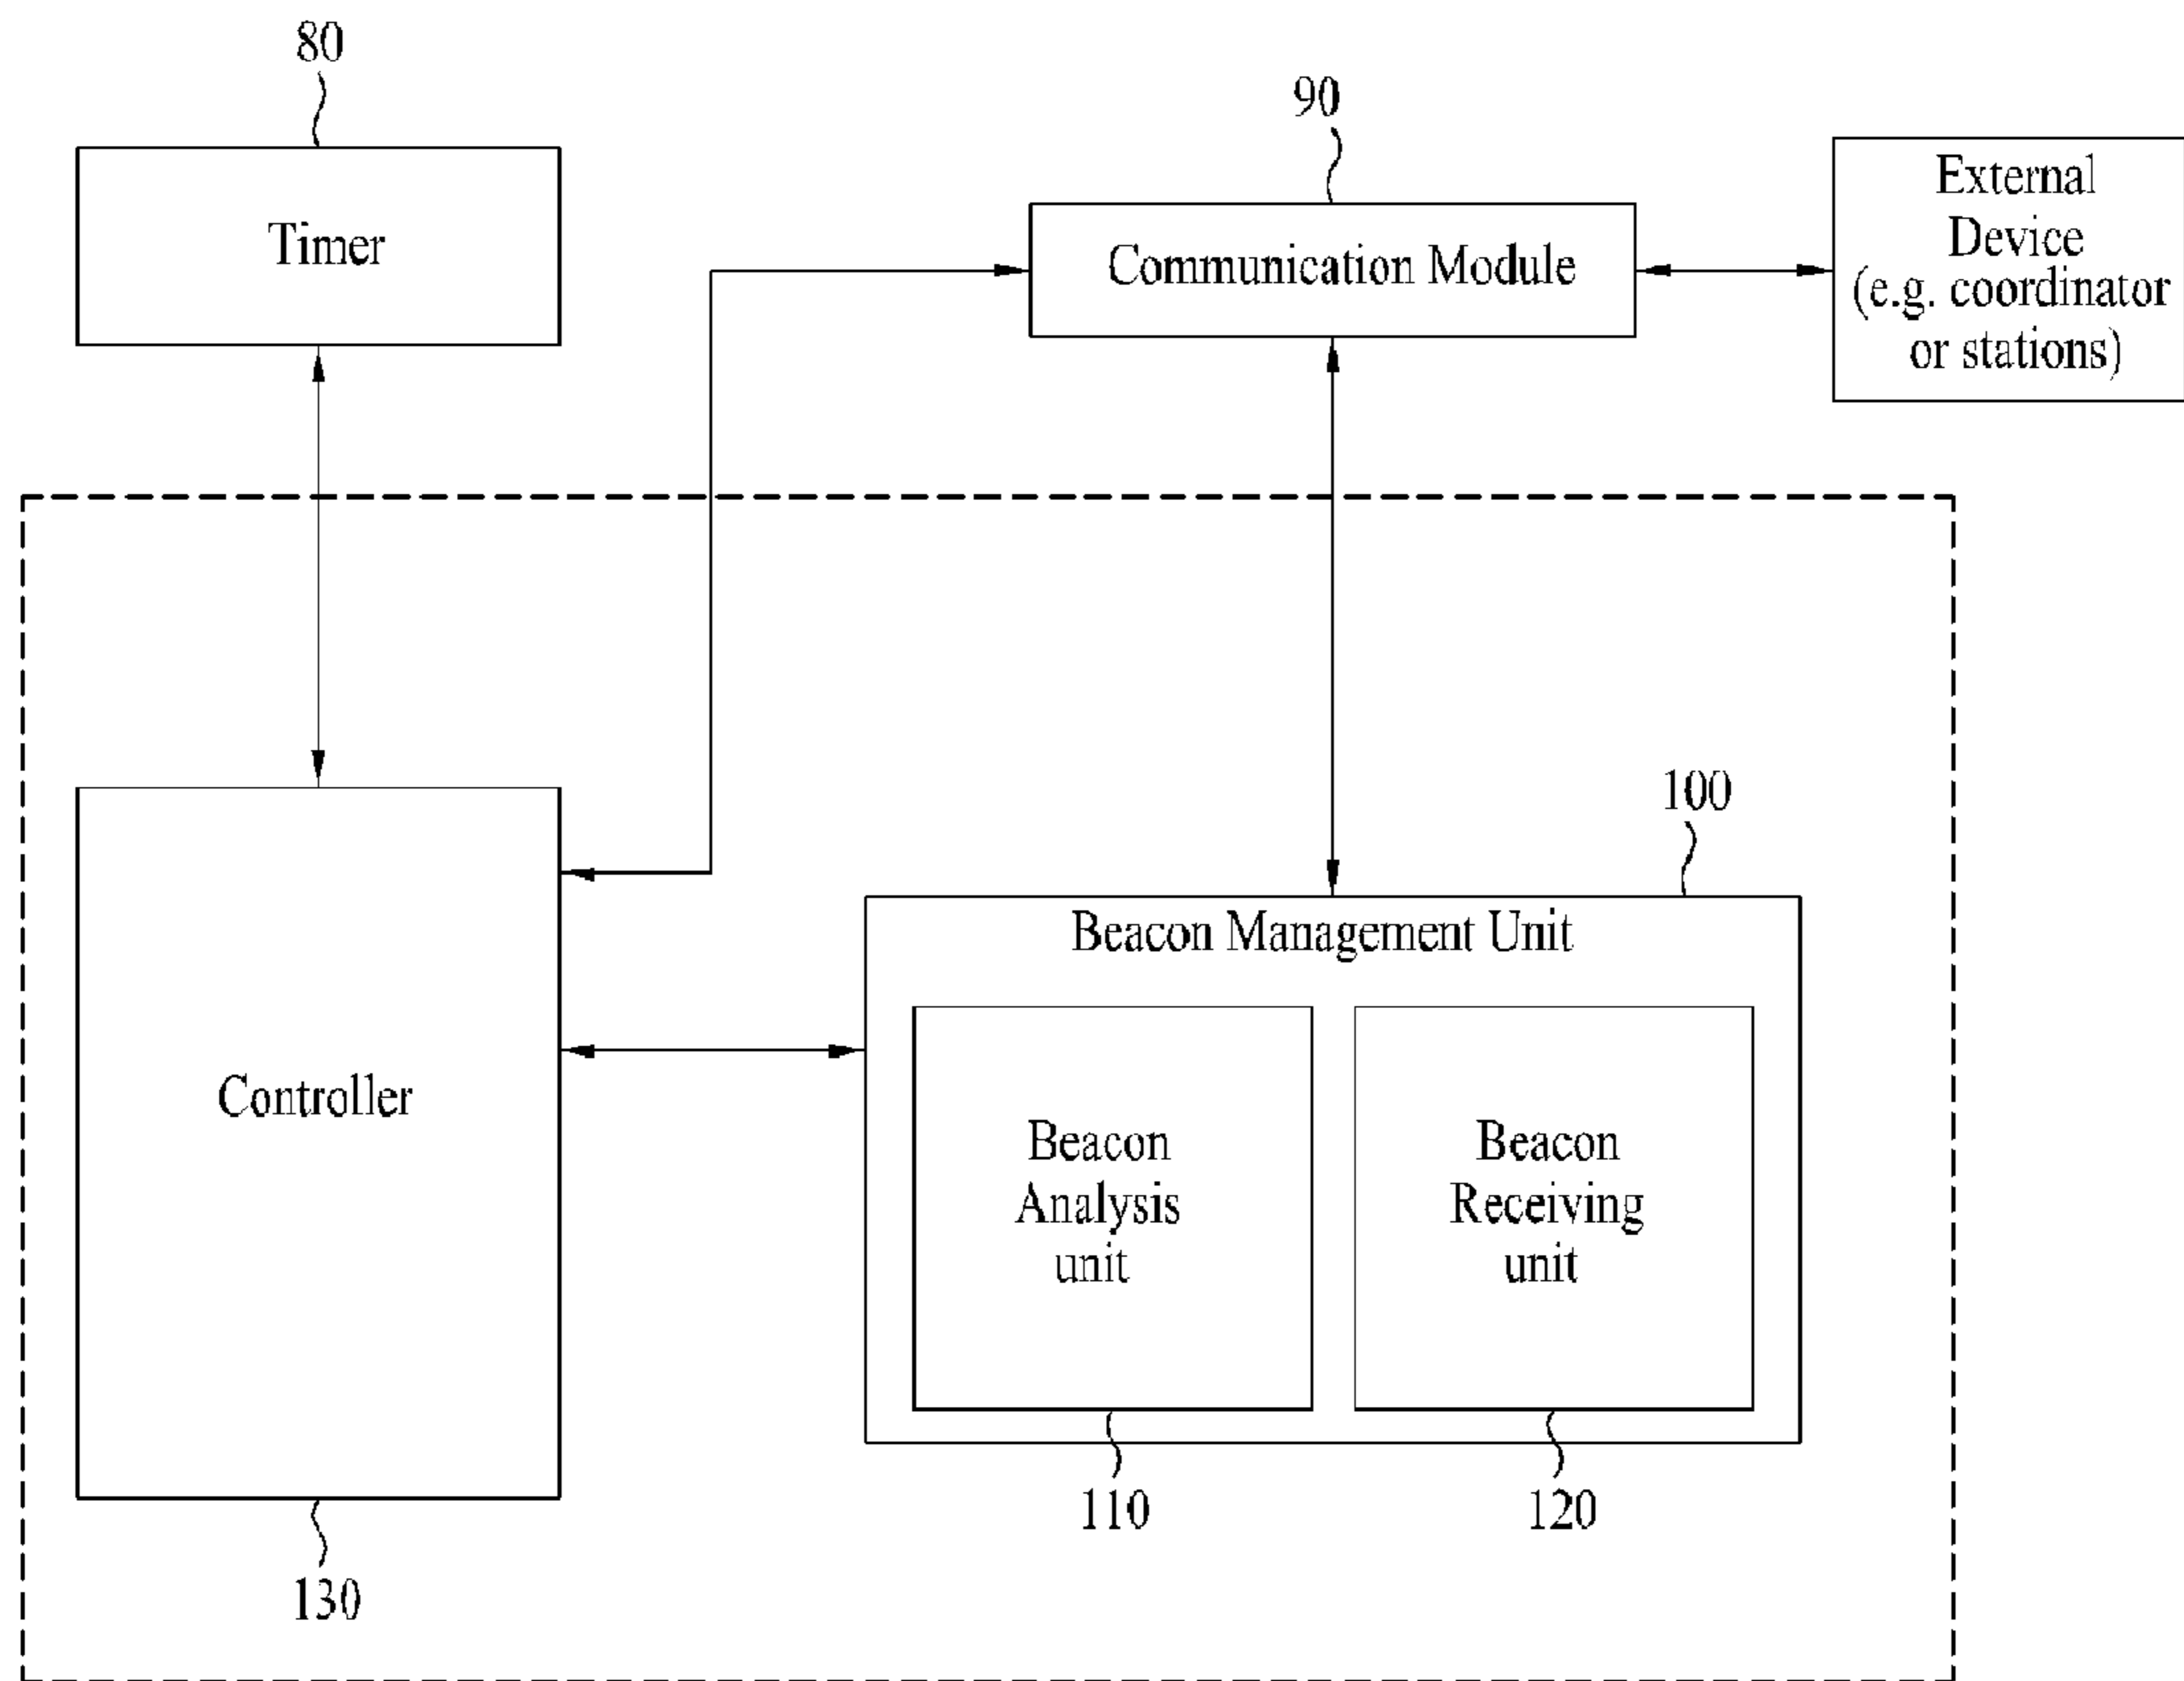 80
90
Timer
Communication Module
External
Device
(e.g. coordinator
or stations)
100
Controller
Beacon Management Unit
Beacon
Analysis
unit
Beacon
Receiving
unit
110
120
130